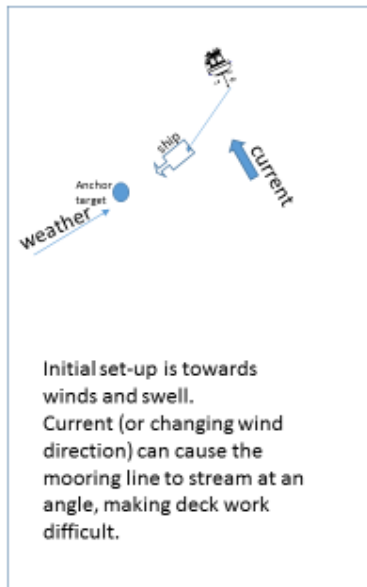 ship
current
Anchor
target
weather
Initial set-up is towards
winds and swell.
Current (or changing wind
direction) can cause the
mooring line to stream at an
angle, making deck work
difficult.